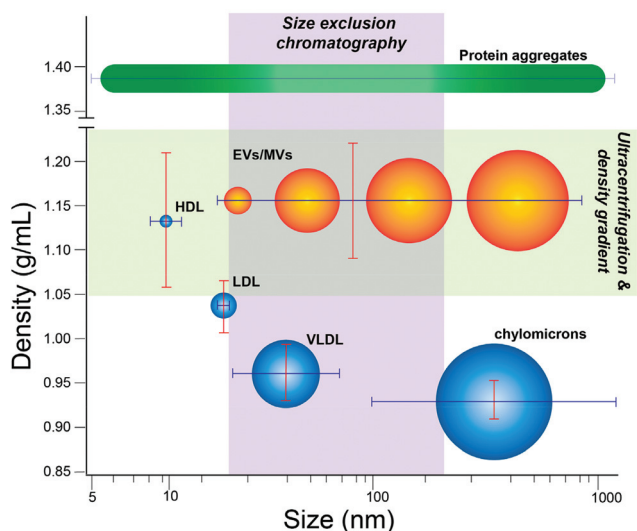 Size exclusion
chromatography
Protein aggregates
1.40
1.35
EVs/MVs
1.20
HDL
1.15
1.10
1.05
LDL
1.00
VLDL
chylomicrons
0.95
0.90
0.85
Density (g/mL)
Ultracentrifugation &
density gradient
5
10
100
1000
Size (nm)